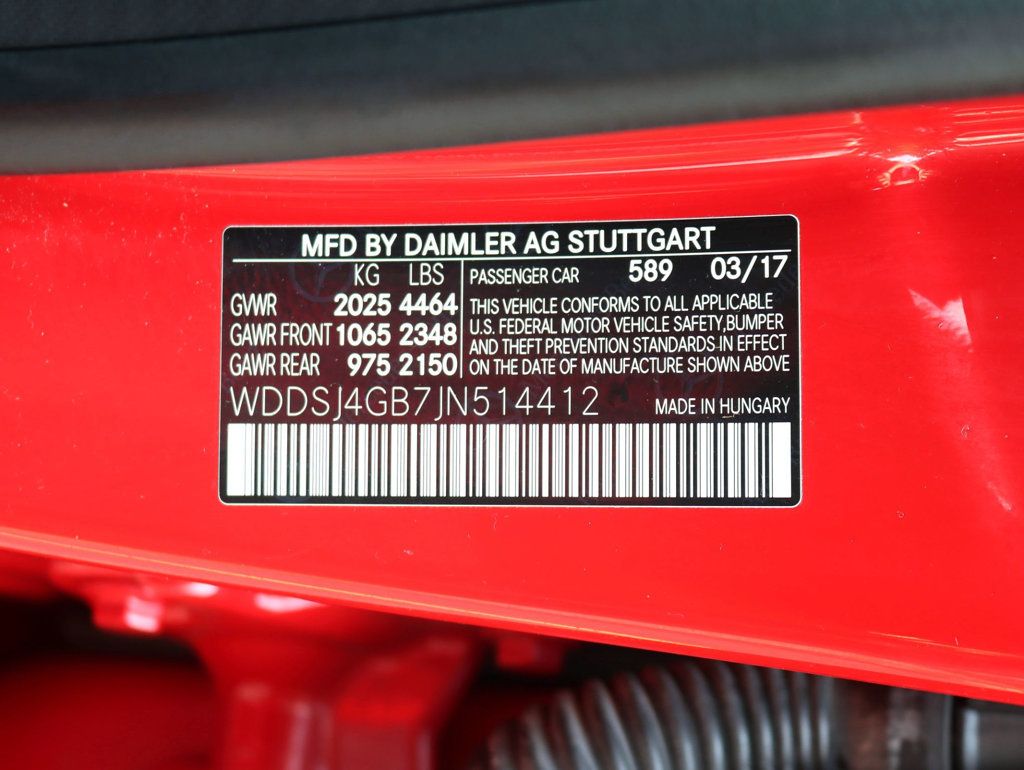 MFD BY DAIMLER AG STUTTGART
KG LBS
GVWR 2025 4464
GAWR FRONT 1065 2348
GAWR REAR 975 2150
PASSENGER CAR 589 03/17
THIS VEHICLE CONFORMS TO ALL APPLICABLE
U.S. FEDERAL MOTOR VEHICLE SAFETY,BUMPER
AND THEFT PREVENTION STANDARDS IN EFFECT
ON THE DATE OF MANUFACTURE SHOWN ABOVE
WDDSJ4GB7JN514412
MADE IN HUNGARY